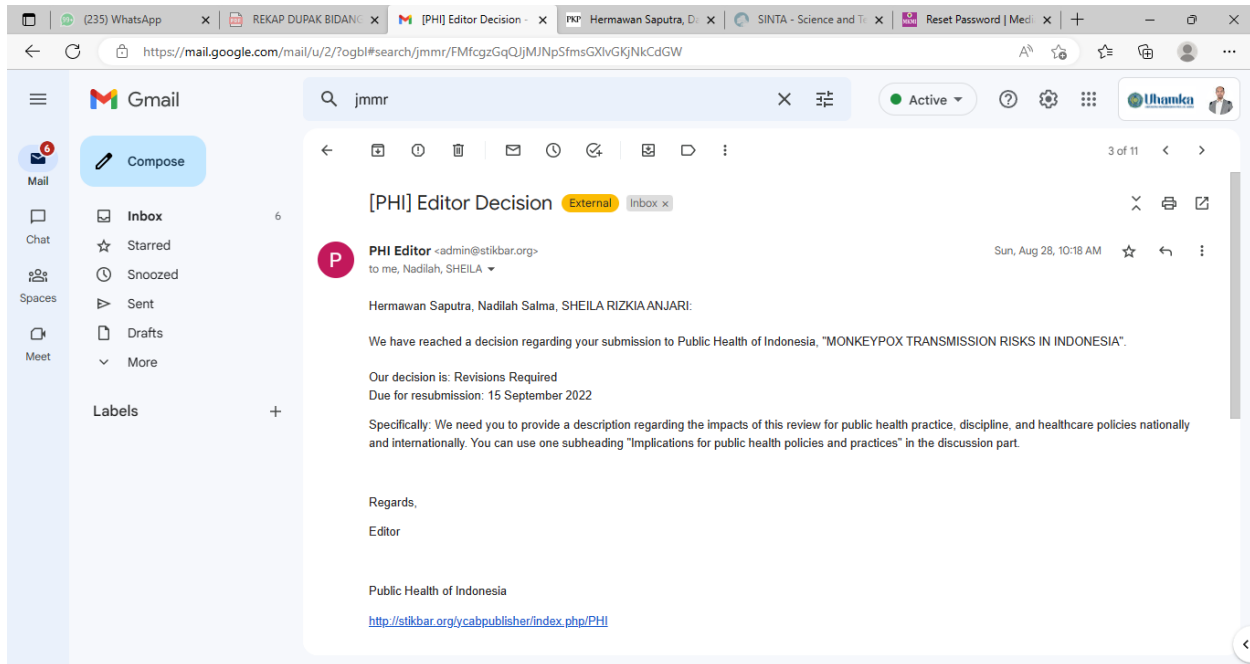 (235) WhatsApp
REKAP DUPAK BIDANG
[PHI] Editor Decision -
PKP Hermawan Saputra, D
SINTA - Science and Te
Reset Password | Medi
https://mail.google.com/mail/u/2/?ogbl#search/jmmr/FMfcgzGqQJjMJNpSfmsGXlvGKjNkCdGW
Gmail
jmmr
Active
Uhamka
6
Mail
Compose
3 of 11
[PHI] Editor Decision External Inbox x
Inbox 6
Chat
Starred
P
PHI Editor <admin@stikbar.org>
Sun, Aug 28, 10:18 AM
to me, Nadilah, SHEILA
Snoozed
Spaces
Sent
Hermawan Saputra, Nadilah Salma, SHEILA RIZKIA ANJARI:
Drafts
Meet
We have reached a decision regarding your submission to Public Health of Indonesia, "MONKEYPOX TRANSMISSION RISKS IN INDONESIA".
More
Our decision is: Revisions Required
Due for resubmission: 15 September 2022
Labels +
Specifically: We need you to provide a description regarding the impacts of this review for public health practice, discipline, and healthcare policies nationally
and internationally. You can use one subheading "Implications for public health policies and practices" in the discussion part.
Regards,
Editor
Public Health of Indonesia
http://stikbar.org/ycabpublisher/index.php/PHI